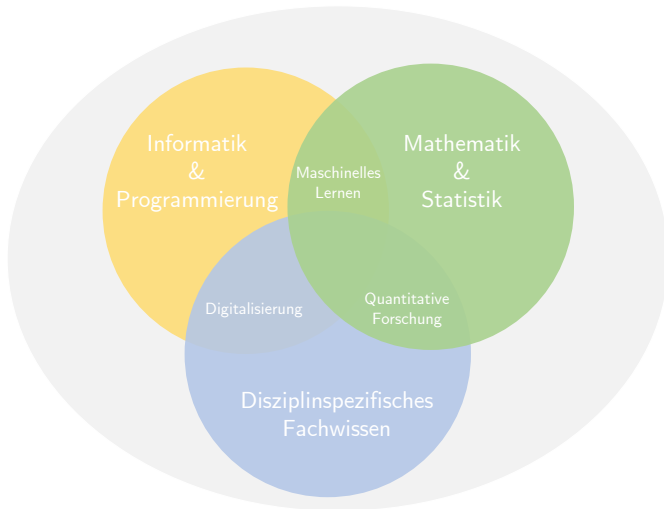 Informatik
&
Programmierung
Mathematik
&
Statistik
Maschinelles
Lernen
Digitalisierung
Quantitative
Forschung
Disziplinspezifisches
Fachwissen